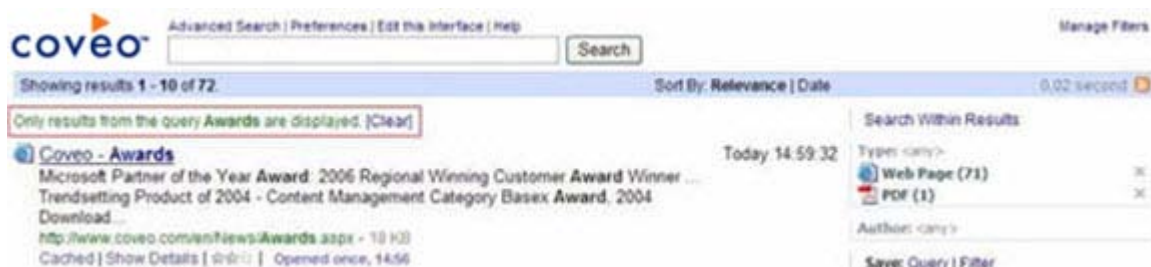 Advanced Search | Preferences | Edit this Interface | Help
Manage Filters
coveo
Search
Showing results 1 - 10 of 72.
Sort By: Relevance | Date
0,02 second
Only results from the query Awards are displayed. [Clear]
Search Within Results
Coveo - Awards
Today 14:59:32
Type: <any>
Microsoft Partner of the Year Award: 2006 Regional Winning Customer Award Winner ...
Web Page (71)
Trendsetting Product of 2004 - Content Management Category Basex Award, 2004
PDF (1)
Download...
http://www.coveo.com/en/News/Awards.aspx - 18 KB
Author: <any>
Cached | Show Details | Opened once, 14:56
Save: Query | Filter